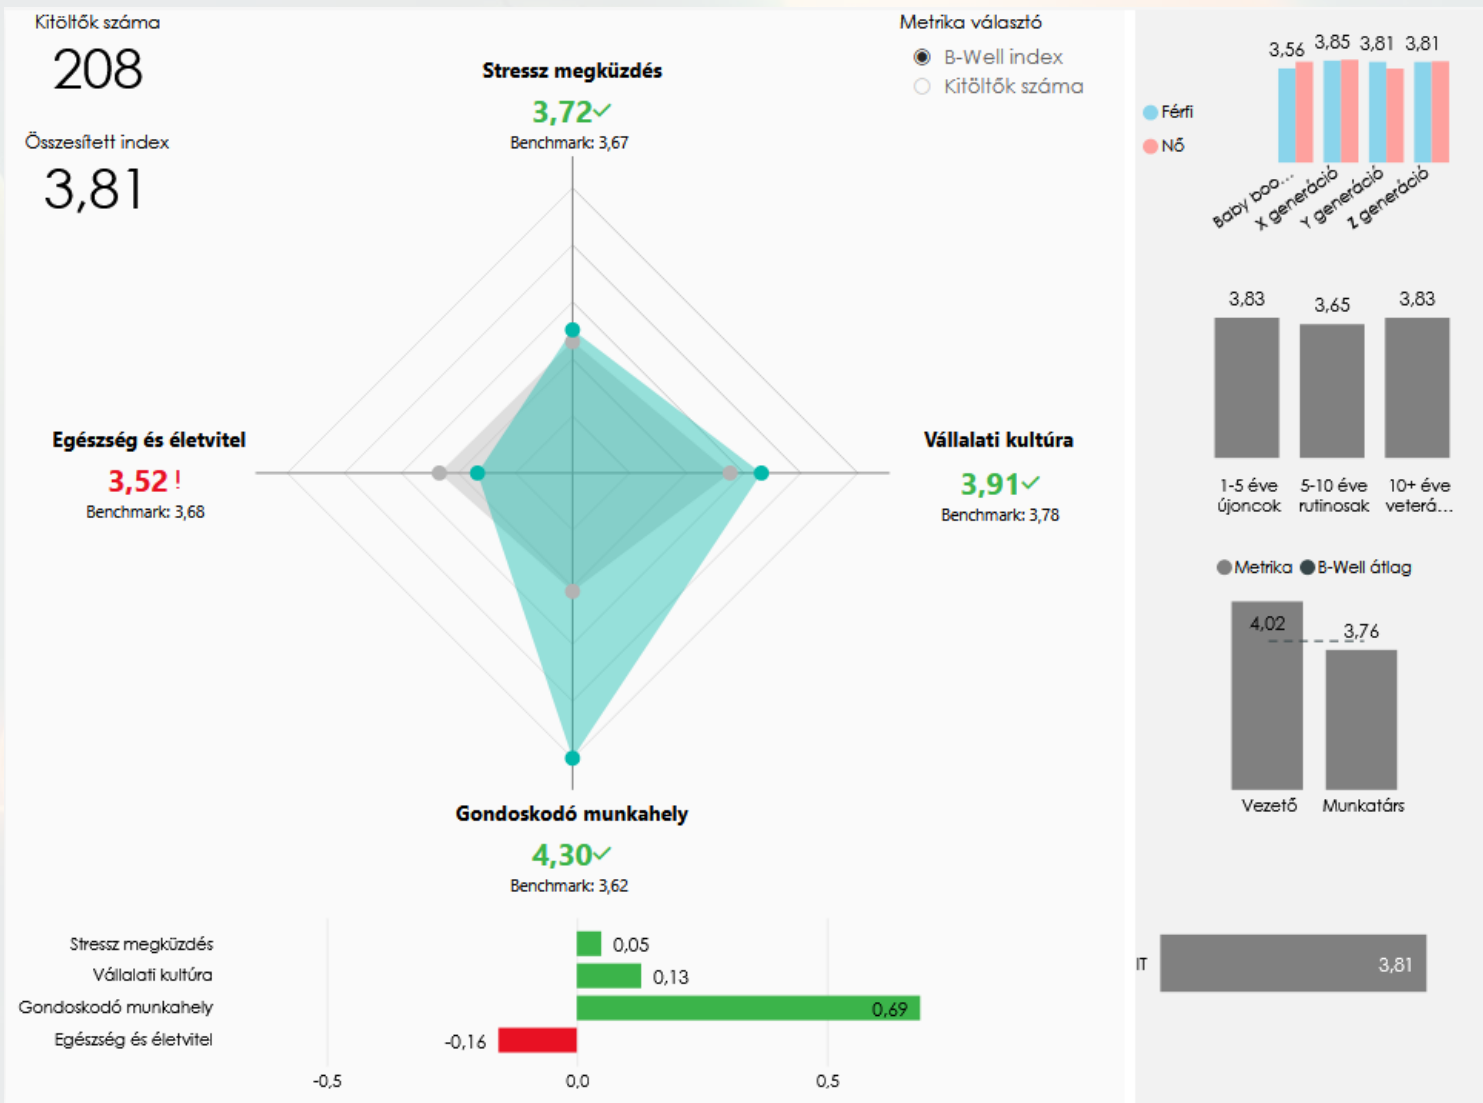 Kitöltők száma
208
Összesített index
3,81
Metrika választó
B-Well index
Kitöltők száma
Stressz megküzdés
3,72
Benchmark: 3,67
Egészség és életvitel
3,52 !
Benchmark: 3,68
Vállalati kultúra
3,91
Benchmark: 3,78
Gondoskodó munkahely
4,30
Benchmark: 3,62
Stressz megküzdés 0,05
Vállalati kultúra 0,13
Gondoskodó munkahely 0,69
Egészség és életvitel -0,16
-0,5 0,0 0,5
3,56 3,85 3,81 3,81
Férfi
Nő
Baby boo...
X generáció
Y generáció
Z generáció
3,83 3,65 3,83
1-5 éve 5-10 éve 10+ éve
újoncok rutinosak veterá...
Metrika B-Well átlag
4,02 3,76
Vezető Munkatárs
IT 3,81